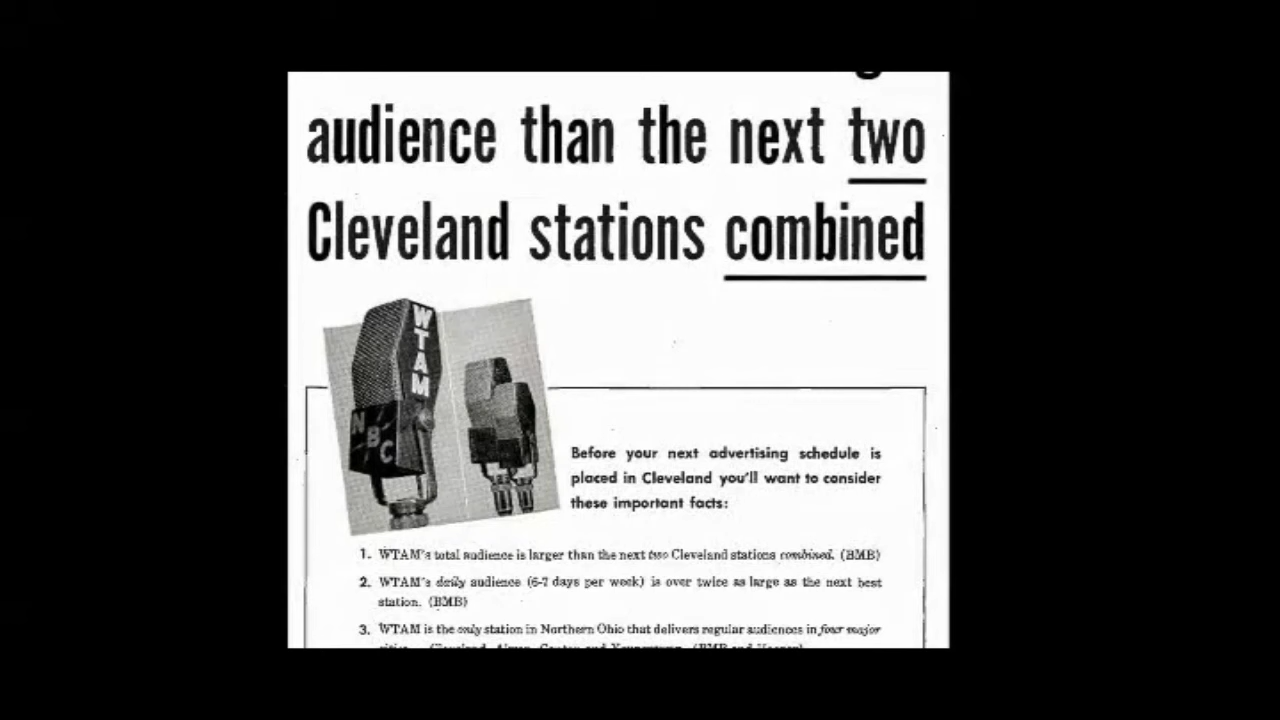 audience than the next two
Cleveland stations combined
WTAM
NBC
Before your next advertising schedule is
placed in Cleveland you'll want to consider
these important facts:
1. WTAM's total audience is larger than the next two Cleveland stations combined. (BMB)
2. WTAM's daily audience (6-7 days per week) is over twice as large as the next best
station. (BMB)
3. WTAM is the only station in Northern Ohio that delivers regular audiences in four major